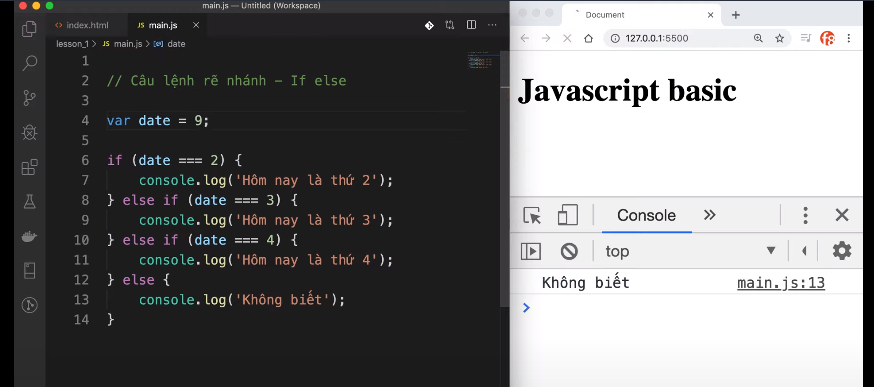 main.js — Untitled (Workspace)
index.html
JS main.js
lesson_1 > JS main.js > date
1
2 // Câu lệnh rẽ nhánh - If else
3
4 var date = 9;
5
6 if (date === 2) {
7 console.log('Hôm nay là thứ 2');
8 } else if (date === 3) {
9 console.log('Hôm nay là thứ 3');
10 } else if (date === 4) {
11 console.log('Hôm nay là thứ 4');
12 } else {
13 console.log('Không biết');
14 }
Document
127.0.0.1:5500
Javascript basic
Console
top
Không biết main.js:13